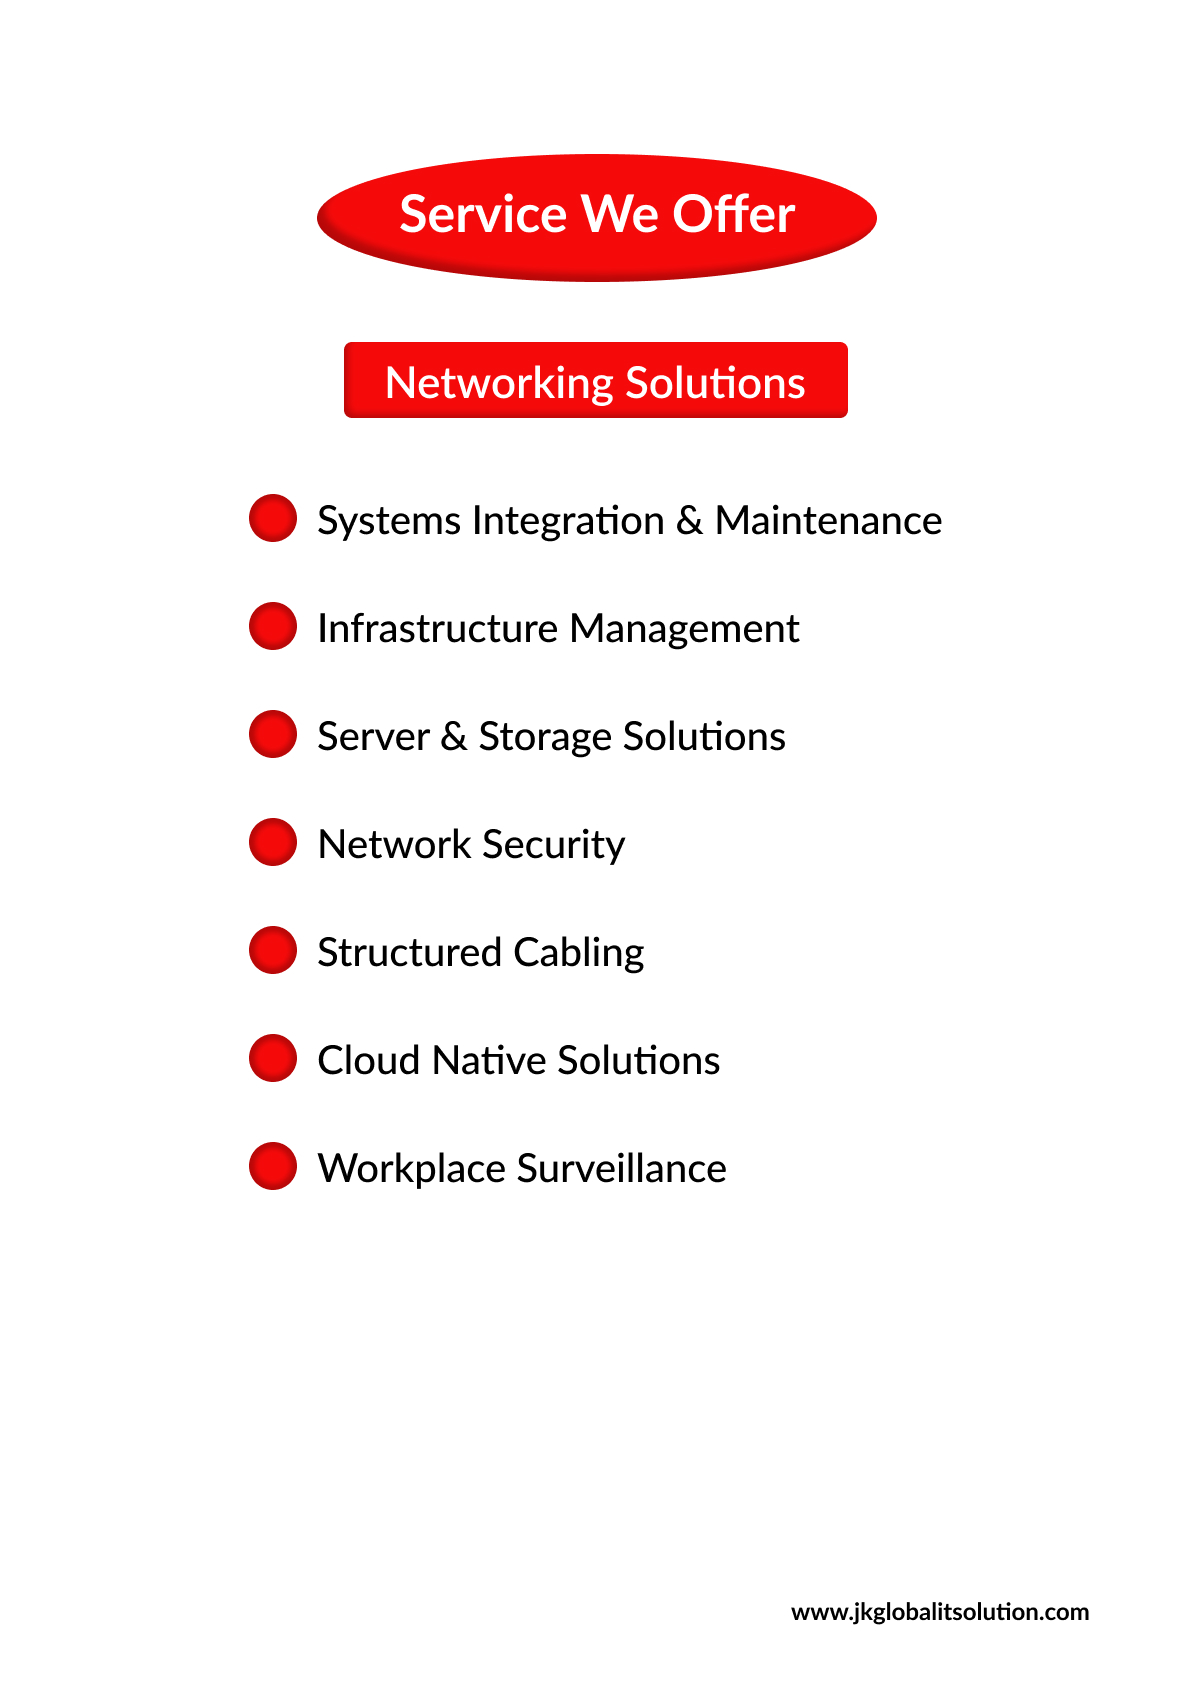 Service We Offer
Networking Solutions
Systems Integration & Maintenance
Infrastructure Management
Server & Storage Solutions
Network Security
Structured Cabling
Cloud Native Solutions
Workplace Surveillance
www.jkglobalitsolution.com